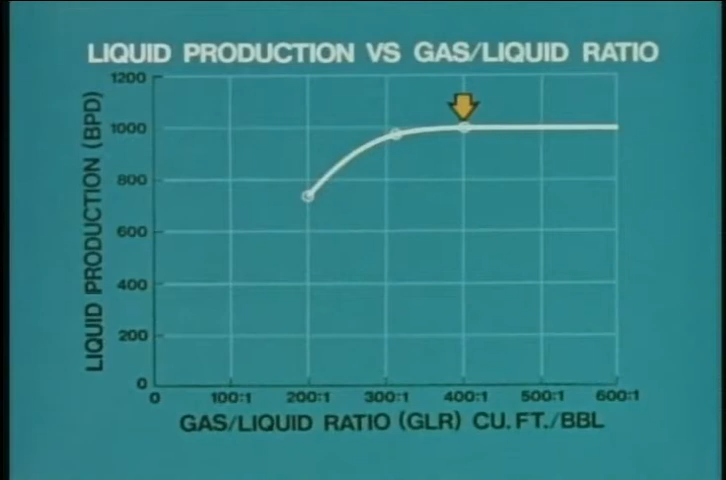 LIQUID PRODUCTION VS GAS/LIQUID RATIO
LIQUID PRODUCTION (BPD)
1200
1000
800
600
400
200
0
0 100:1 200:1 300:1 400:1 500:1 600:1
GAS/LIQUID RATIO (GLR) CU. FT./BBL